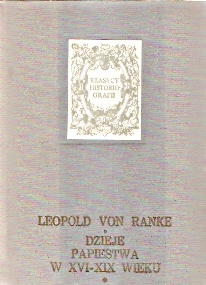 KLASYCY
HISTORIO-
GRAFII
LEOPOLD VON RANKE
DZIEJE
PAPIESTWA
W XVI-XIX WIEKU